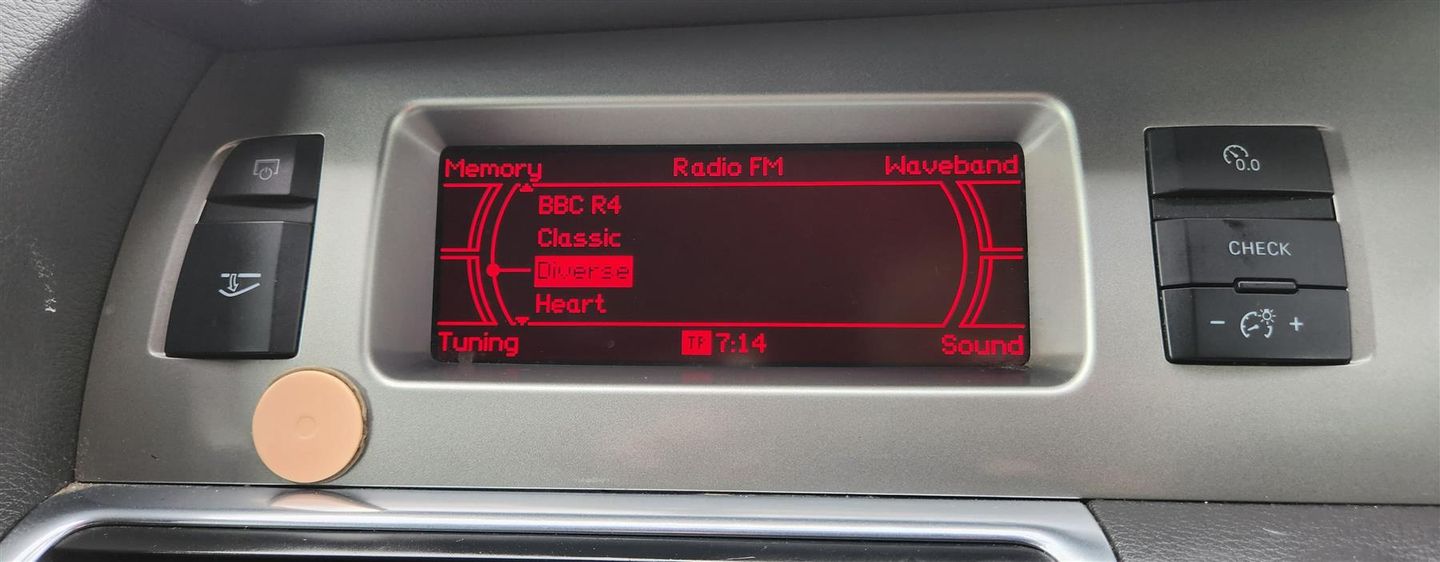 Memory Radio FM Waveband
BBC R4
Classic
Diverse
Heart
Tuning TP 7:14 Sound
0.0
CHECK
- +